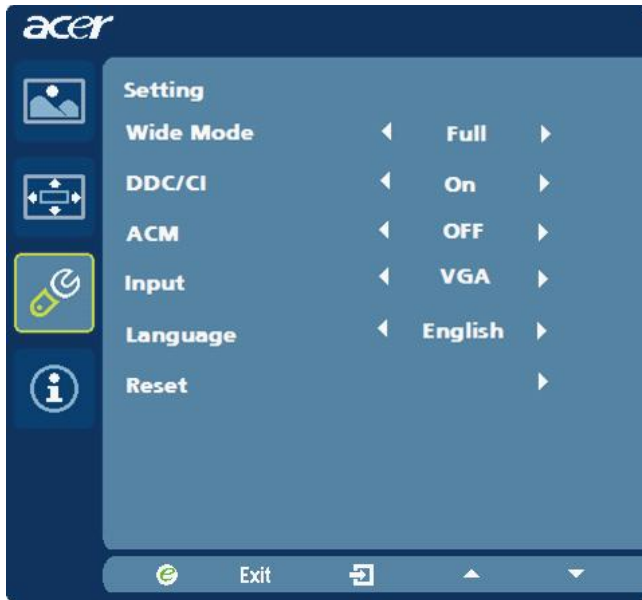 acer
Setting
Wide Mode Full
DDC/CI On
ACM OFF
Input VGA
Language English
Reset
e Exit